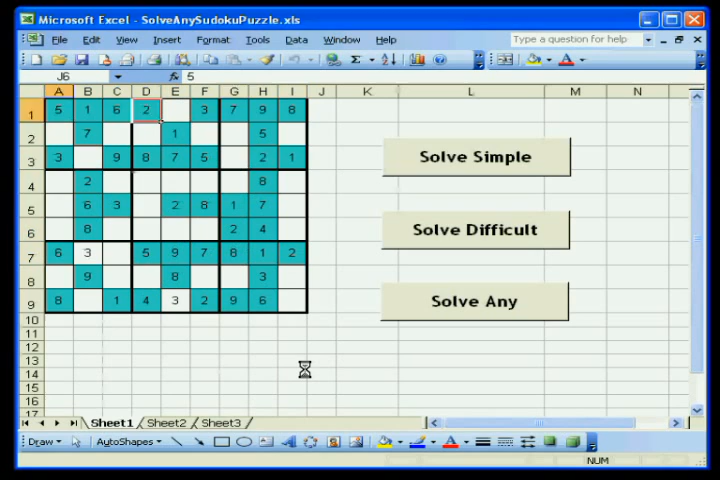 Microsoft Excel - SolveAnySudokuPuzzle.xls
File Edit View Insert Format Tools Data Window Help Type a question for help
J6 fx 5
A B C D E F G H I J K L M N
1 5 1 6 2 3 7 9 8
2 7 1 5
3 3 9 8 7 5 2 1
Solve Simple
4 2 8
5 6 3 2 8 1 7
6 8 2 4
Solve Difficult
7 6 3 5 9 7 8 1 2
8 9 8 3
9 8 1 4 3 2 9 6
Solve Any
10
11
12
13
14
15
16
17
Sheet1 Sheet2 Sheet3
Draw AutoShapes
NUM